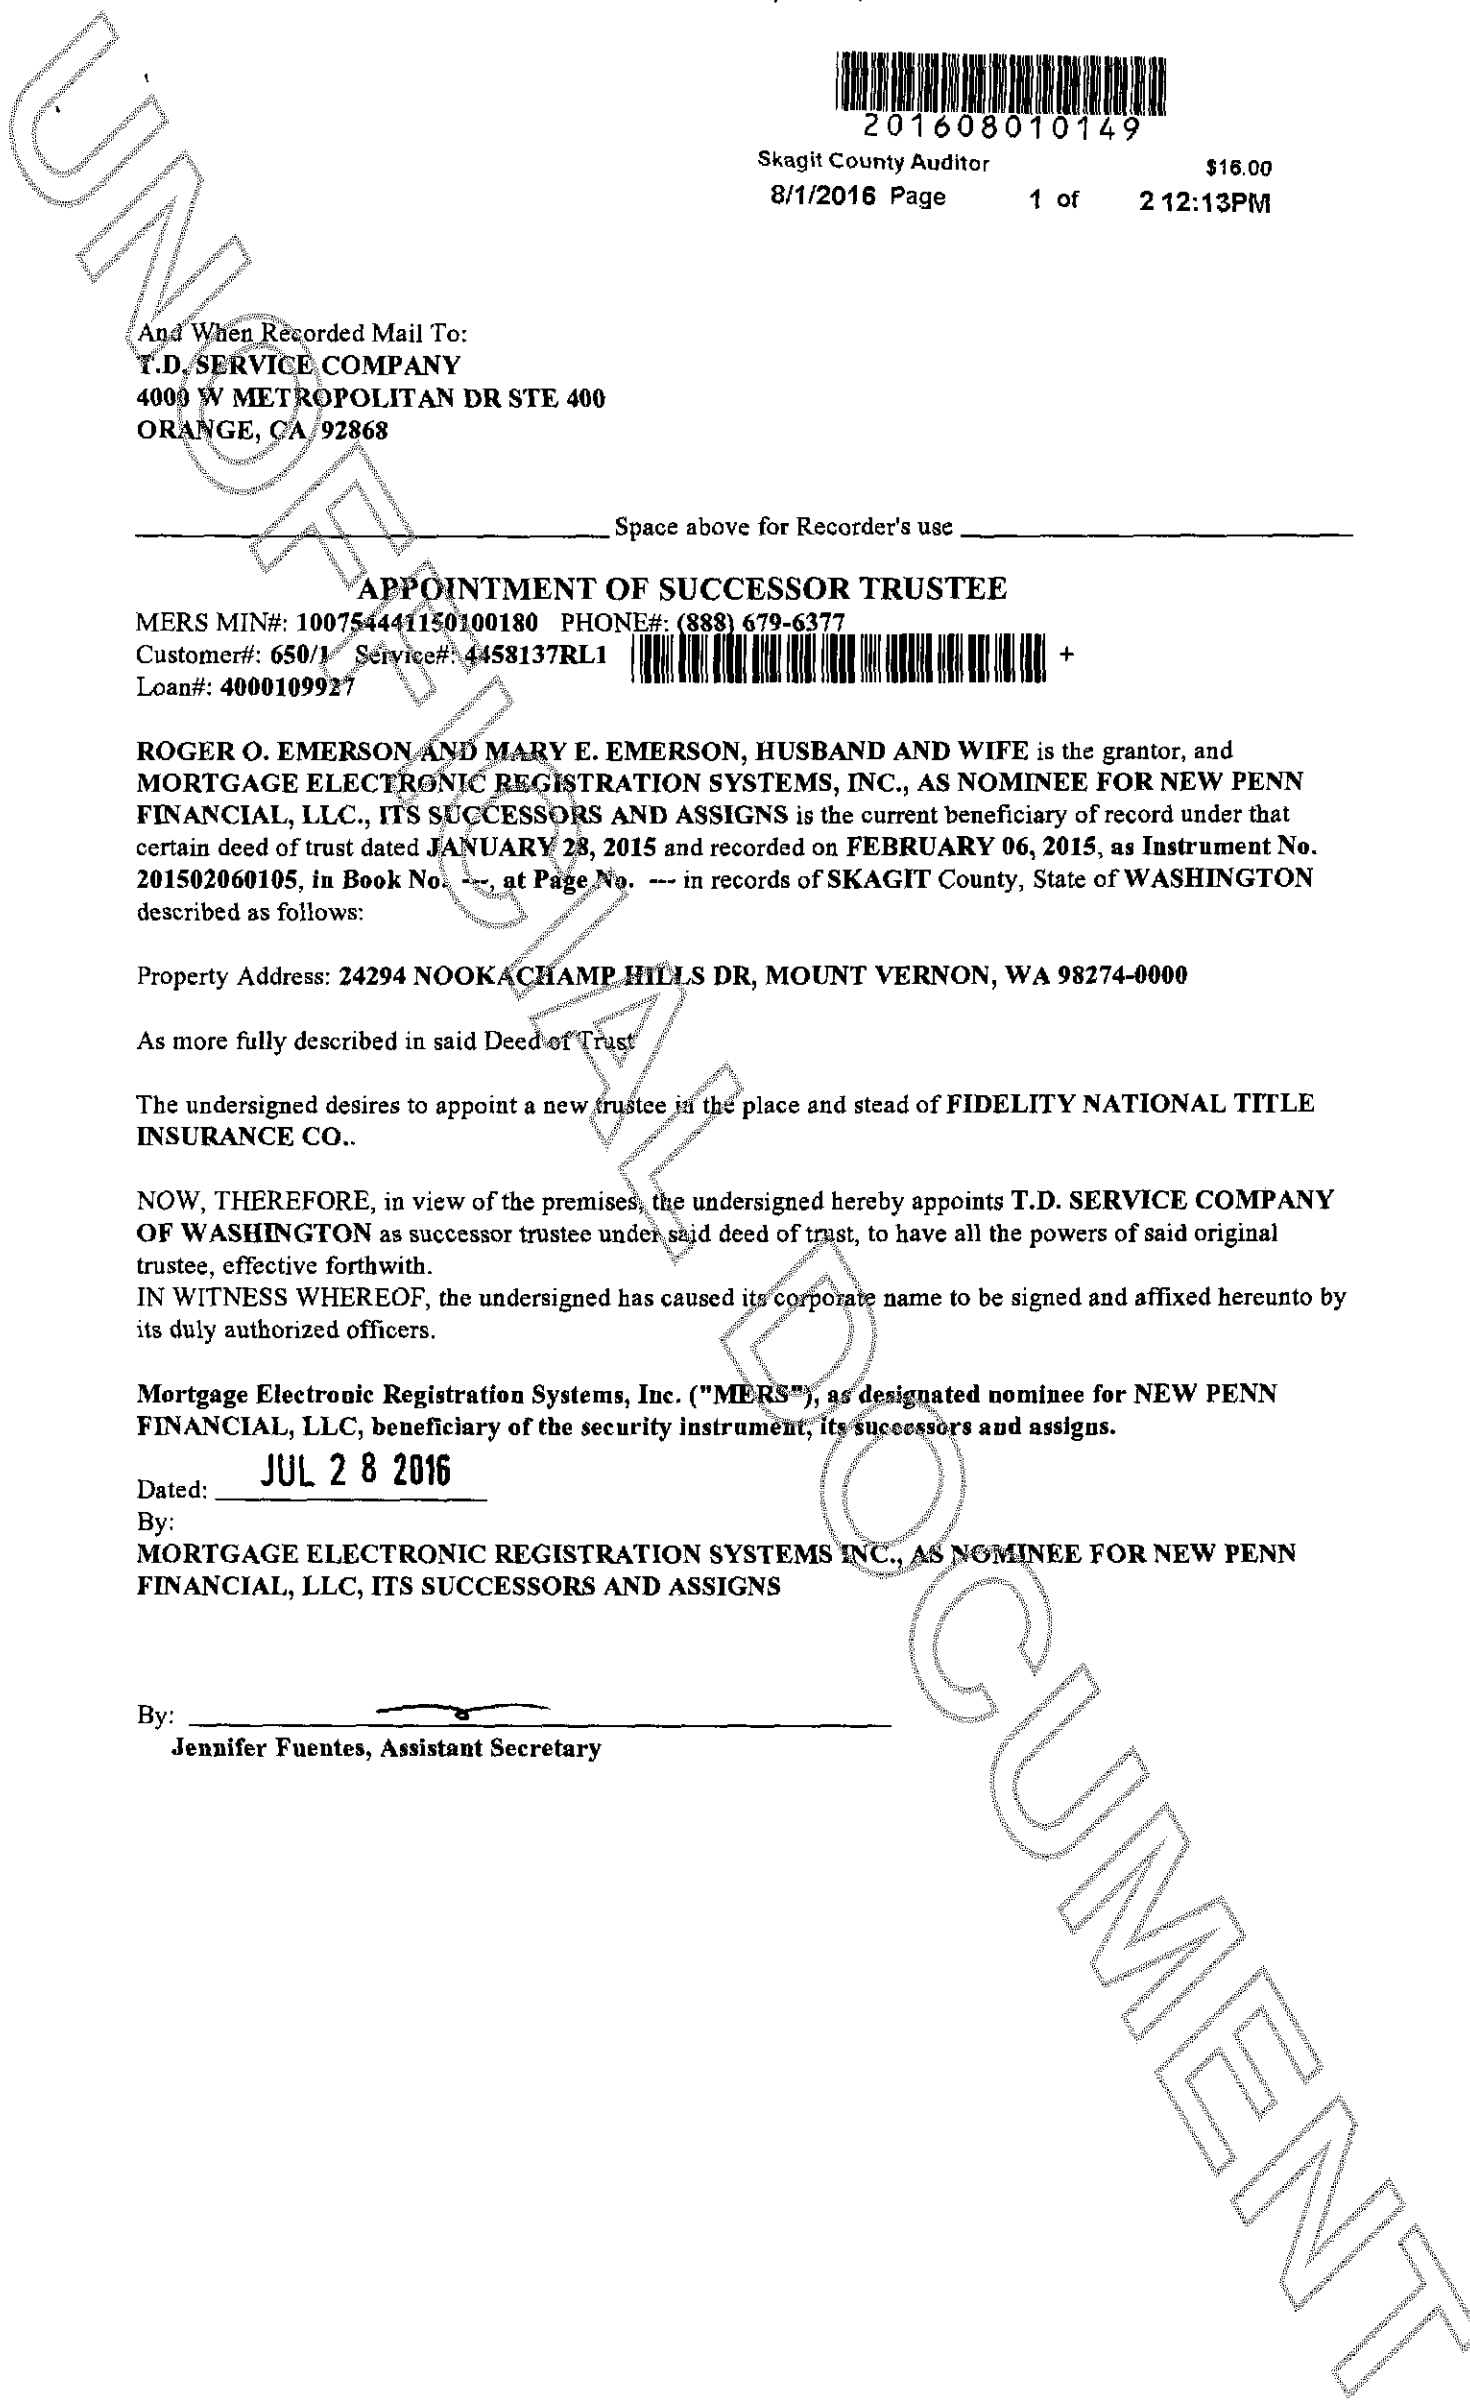 201608010149
Skagit County Auditor $16.00
8/1/2016 Page 1 of 2 12:13PM
And When Recorded Mail To:
T.D. SERVICE COMPANY
4000 W METROPOLITAN DR STE 400
ORANGE, CA 92868
Space above for Recorder's use
APPOINTMENT OF SUCCESSOR TRUSTEE
MERS MIN#: 100754441150100180 PHONE#: (888) 679-6377
Customer#: 650/1 Service#: 4458137RL1 +
Loan#: 4000109927
ROGER O. EMERSON AND MARY E. EMERSON, HUSBAND AND WIFE is the grantor, and
MORTGAGE ELECTRONIC REGISTRATION SYSTEMS, INC., AS NOMINEE FOR NEW PENN
FINANCIAL, LLC., ITS SUCCESSORS AND ASSIGNS is the current beneficiary of record under that
certain deed of trust dated JANUARY 28, 2015 and recorded on FEBRUARY 06, 2015, as Instrument No.
201502060105, in Book No. ---, at Page No. --- in records of SKAGIT County, State of WASHINGTON
described as follows:
Property Address: 24294 NOOKACHAMP HILLS DR, MOUNT VERNON, WA 98274-0000
As more fully described in said Deed of Trust
The undersigned desires to appoint a new trustee in the place and stead of FIDELITY NATIONAL TITLE
INSURANCE CO..
NOW, THEREFORE, in view of the premises, the undersigned hereby appoints T.D. SERVICE COMPANY
OF WASHINGTON as successor trustee under said deed of trust, to have all the powers of said original
trustee, effective forthwith.
IN WITNESS WHEREOF, the undersigned has caused its corporate name to be signed and affixed hereunto by
its duly authorized officers.
Mortgage Electronic Registration Systems, Inc. ("MERS"), as designated nominee for NEW PENN
FINANCIAL, LLC, beneficiary of the security instrument, its successors and assigns.
Dated: JUL 28 2016
By:
MORTGAGE ELECTRONIC REGISTRATION SYSTEMS INC., AS NOMINEE FOR NEW PENN
FINANCIAL, LLC, ITS SUCCESSORS AND ASSIGNS
By:
Jennifer Fuentes, Assistant Secretary
UNOFFICIAL DOCUMENT